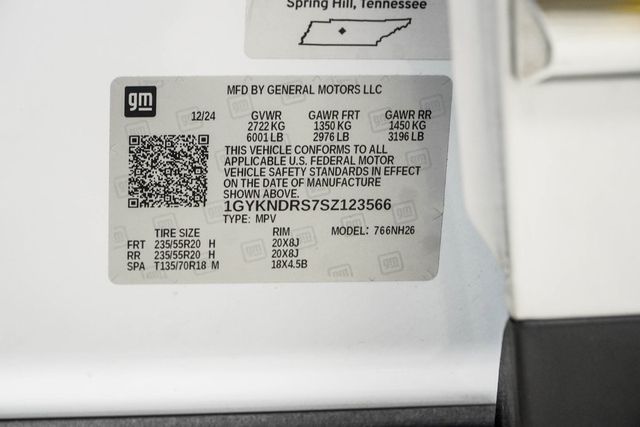 Spring Hill, Tennessee
gm
MFD BY GENERAL MOTORS LLC
12/24 GVWR GAWR FRT GAWR RR
2722 KG 1350 KG 1450 KG
6001 LB 2976 LB 3196 LB
THIS VEHICLE CONFORMS TO ALL
APPLICABLE U.S. FEDERAL MOTOR
VEHICLE SAFETY STANDARDS IN EFFECT
ON THE DATE OF MANUFACTURE
SHOWN ABOVE.
1GYKNDRS7SZ123566
TYPE: MPV
TIRE SIZE RIM MODEL: 766NH26
FRT 235/55R20 H 20X8J
RR 235/55R20 H 20X8J
SPA T135/70R18 M 18X4.5B